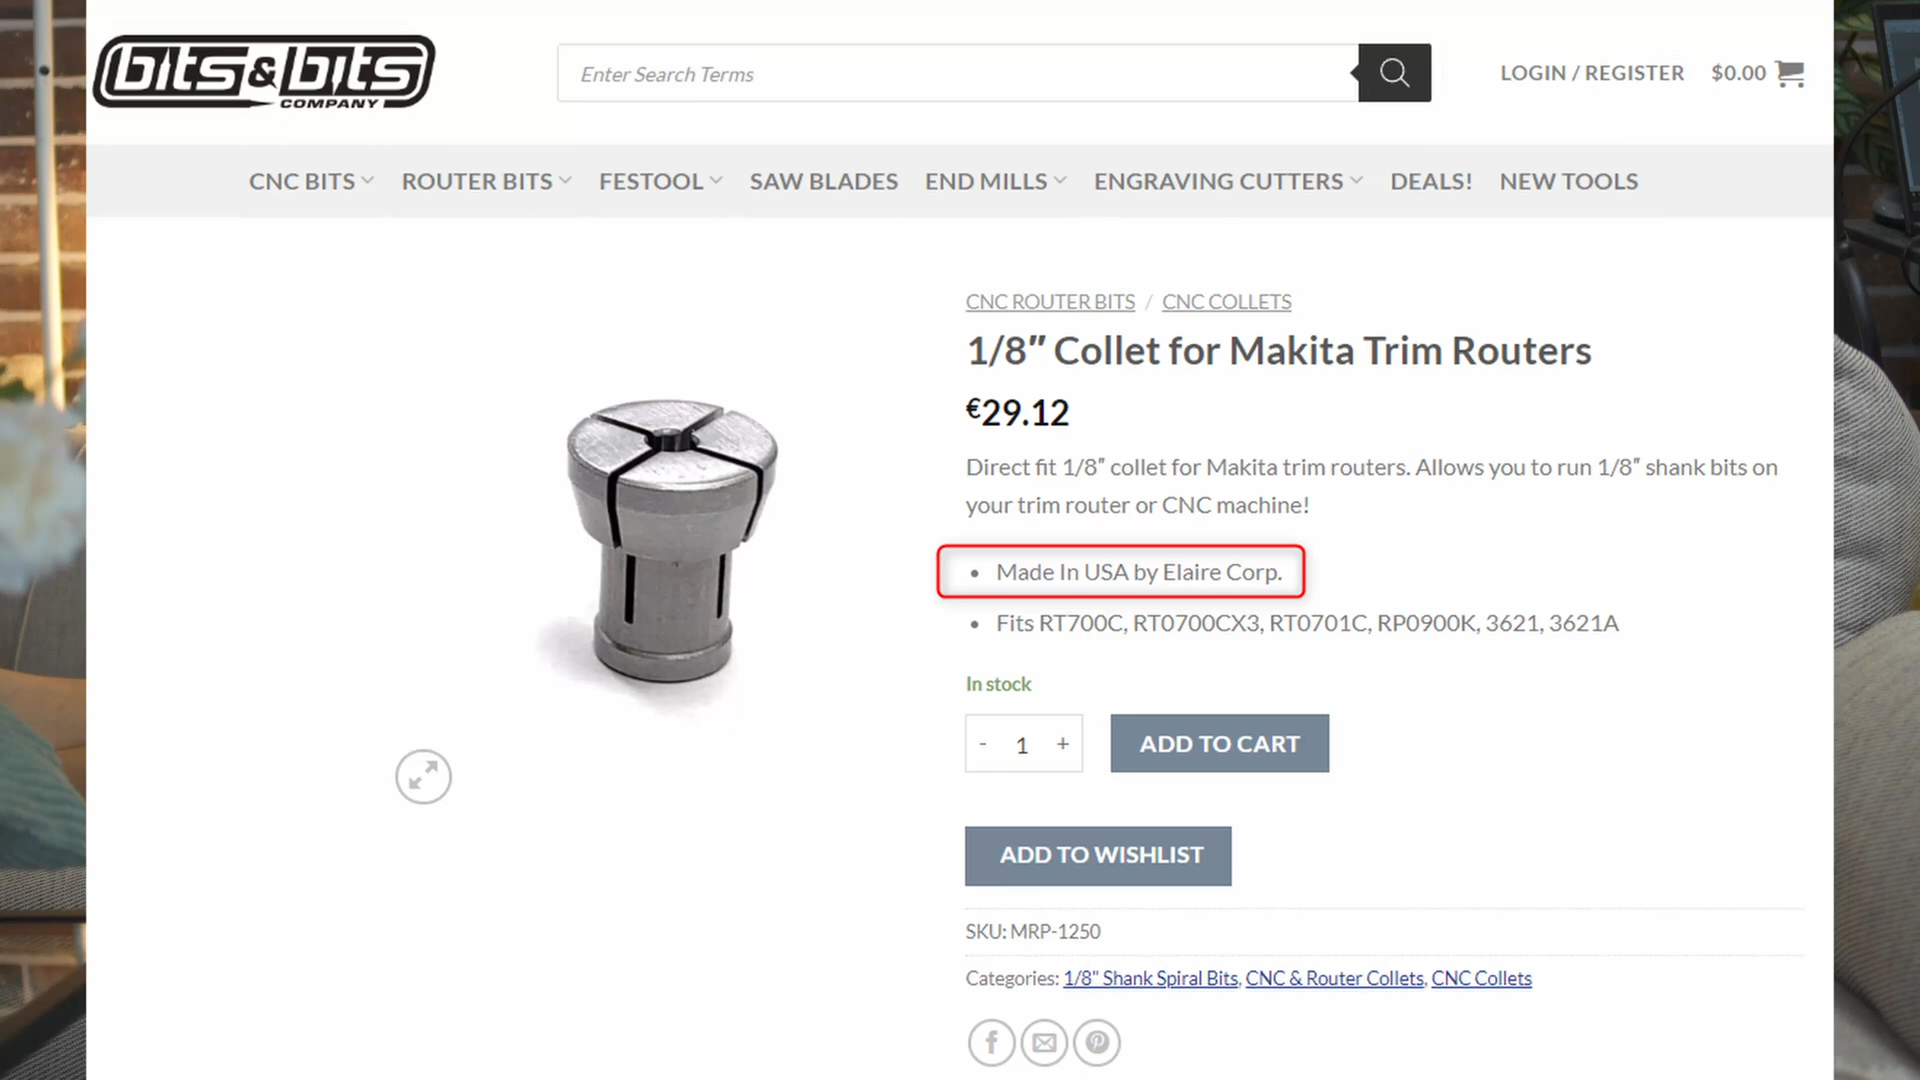 bits&bits
COMPANY
Enter Search Terms
LOGIN / REGISTER
$0.00
CNC BITS
ROUTER BITS
FESTOOL
SAW BLADES
END MILLS
ENGRAVING CUTTERS
DEALS!
NEW TOOLS
CNC ROUTER BITS / CNC COLLETS
1/8″ Collet for Makita Trim Routers
€29.12
Direct fit 1/8″ collet for Makita trim routers. Allows you to run 1/8″ shank bits on
your trim router or CNC machine!
• Made In USA by Elaire Corp.
• Fits RT700C, RT0700CX3, RT0701C, RP0900K, 3621, 3621A
In stock
- 1 +
ADD TO CART
ADD TO WISHLIST
SKU: MRP-1250
Categories: 1/8" Shank Spiral Bits, CNC & Router Collets, CNC Collets